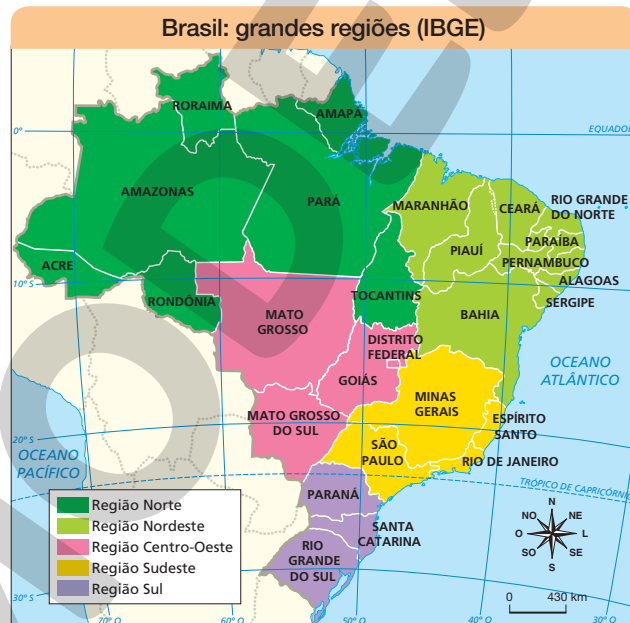 Brasil: grandes regiões (IBGE)
RORAIMA
AMAPÁ
0°
EQUADOR
AMAZONAS
PARÁ
MARANHÃO
CEARÁ
RIO GRANDE
DO NORTE
PIAUÍ
PARAÍBA
PERNAMBUCO
ACRE
ALAGOAS
10°S
RONDÔNIA
TOCANTINS
SERGIPE
MATO
GROSSO
BAHIA
DISTRITO
FEDERAL
OCEANO
ATLÂNTICO
GOIÁS
MINAS
GERAIS
MATO GROSSO
DO SUL
ESPÍRITO
SANTO
20°S
SÃO
PAULO
OCEANO
PACÍFICO
RIO DE JANEIRO
TRÓPICO DE CAPRICÓRNIO
PARANÁ
SANTA
CATARINA
RIO
GRANDE
DO SUL
Região Norte
Região Nordeste
Região Centro-Oeste
Região Sudeste
Região Sul
N
NO NE
O L
SO SE
S
30°S
0 430 km
70° O 60° O 50° O 40° O 30° O